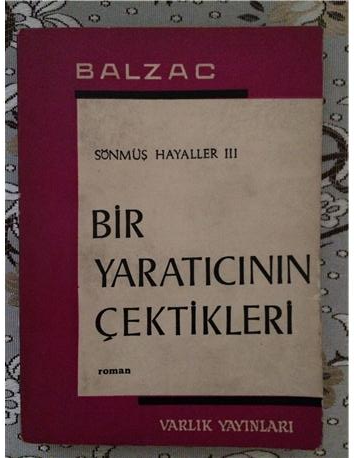 BALZAC
SÖNMÜŞ HAYALLER III
BİR
YARATICININ
ÇEKTİKLERİ
roman
VARLIK YAYINLARI